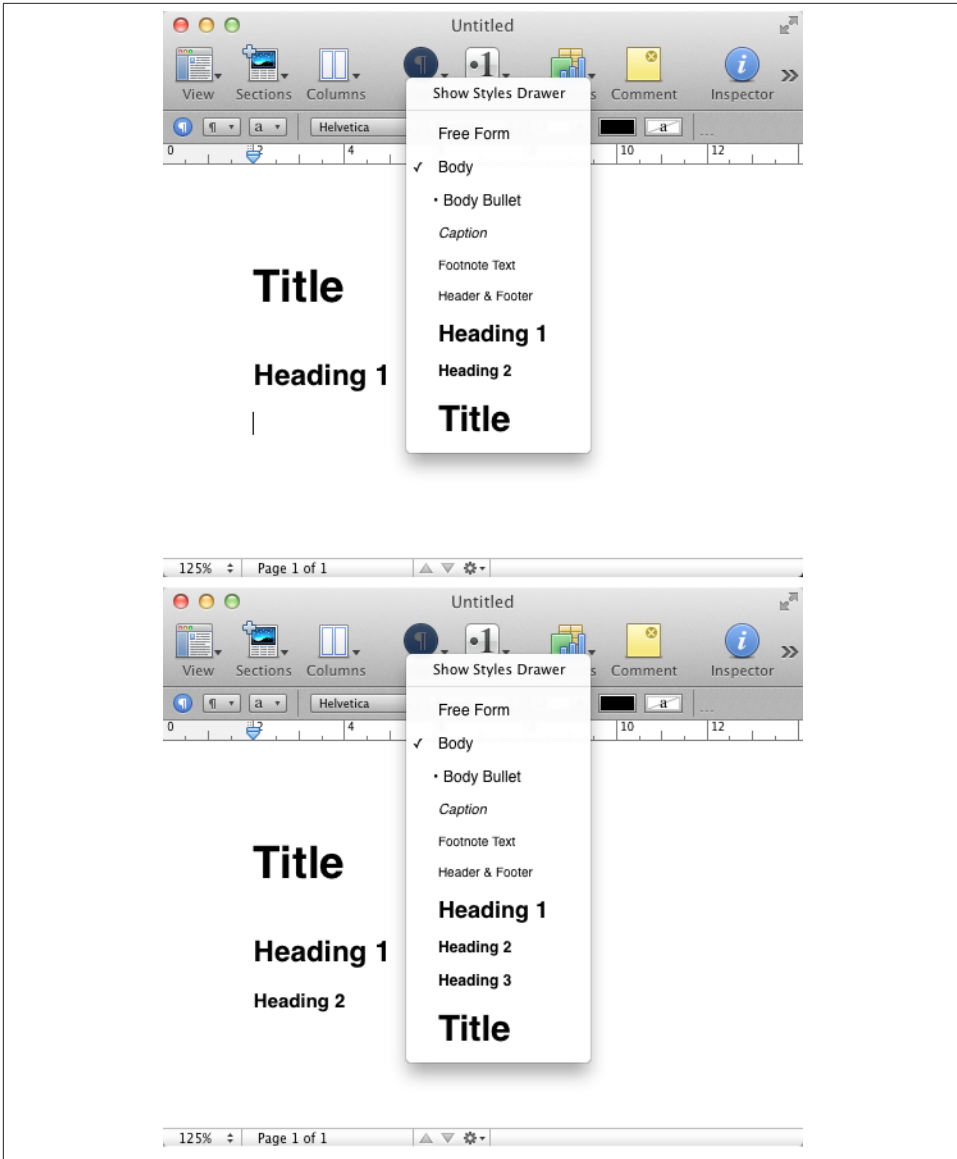 Untitled
View Sections Columns s Comment Inspector
Show Styles Drawer
¶ a Helvetica a ...
0 2 4 10 12
Free Form
✓ Body
• Body Bullet
Caption
Footnote Text
Header & Footer
Heading 1
Heading 2
Title
Title
Heading 1
125% Page 1 of 1
Untitled
View Sections Columns s Comment Inspector
Show Styles Drawer
¶ a Helvetica a ...
0 2 4 10 12
Free Form
✓ Body
• Body Bullet
Caption
Footnote Text
Header & Footer
Heading 1
Heading 2
Heading 3
Title
Title
Heading 1
Heading 2
125% Page 1 of 1